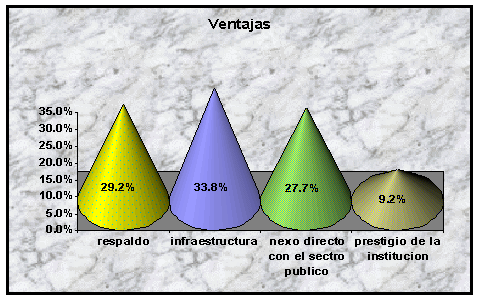 Ventajas
35.0%
30.0%
25.0%
20.0%
15.0%
10.0%
5.0%
0.0%
29.2%
33.8%
27.7%
9.2%
respaldo
infraestructura
nexo directo
con el sectro
publico
prestigio de la
institucion